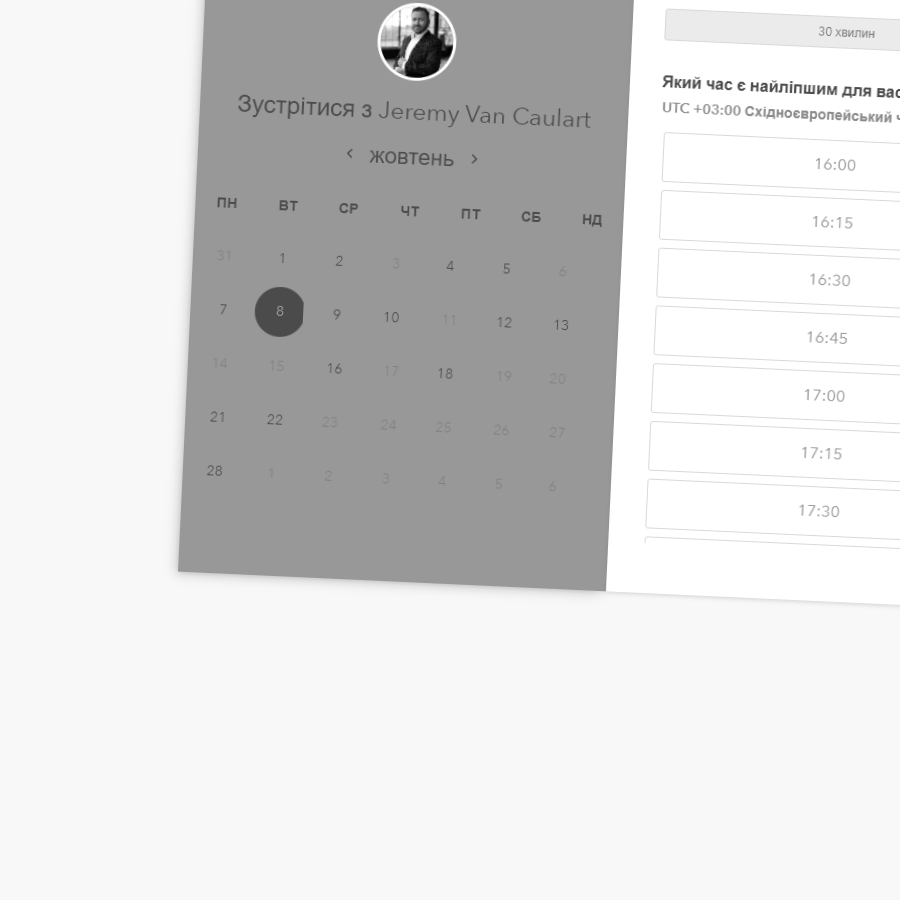 Зустрітися з Jeremy Van Caulart
жовтень
ПН ВТ СР ЧТ ПТ СБ НД
31 1 2 3 4 5 6
7 8 9 10 11 12 13
14 15 16 17 18 19 20
21 22 23 24 25 26 27
28 1 2 3 4 5 6
30 хвилин
Який час є найліпшим для вас
UTC +03:00 Східноєвропейський
16:00
16:15
16:30
16:45
17:00
17:15
17:30